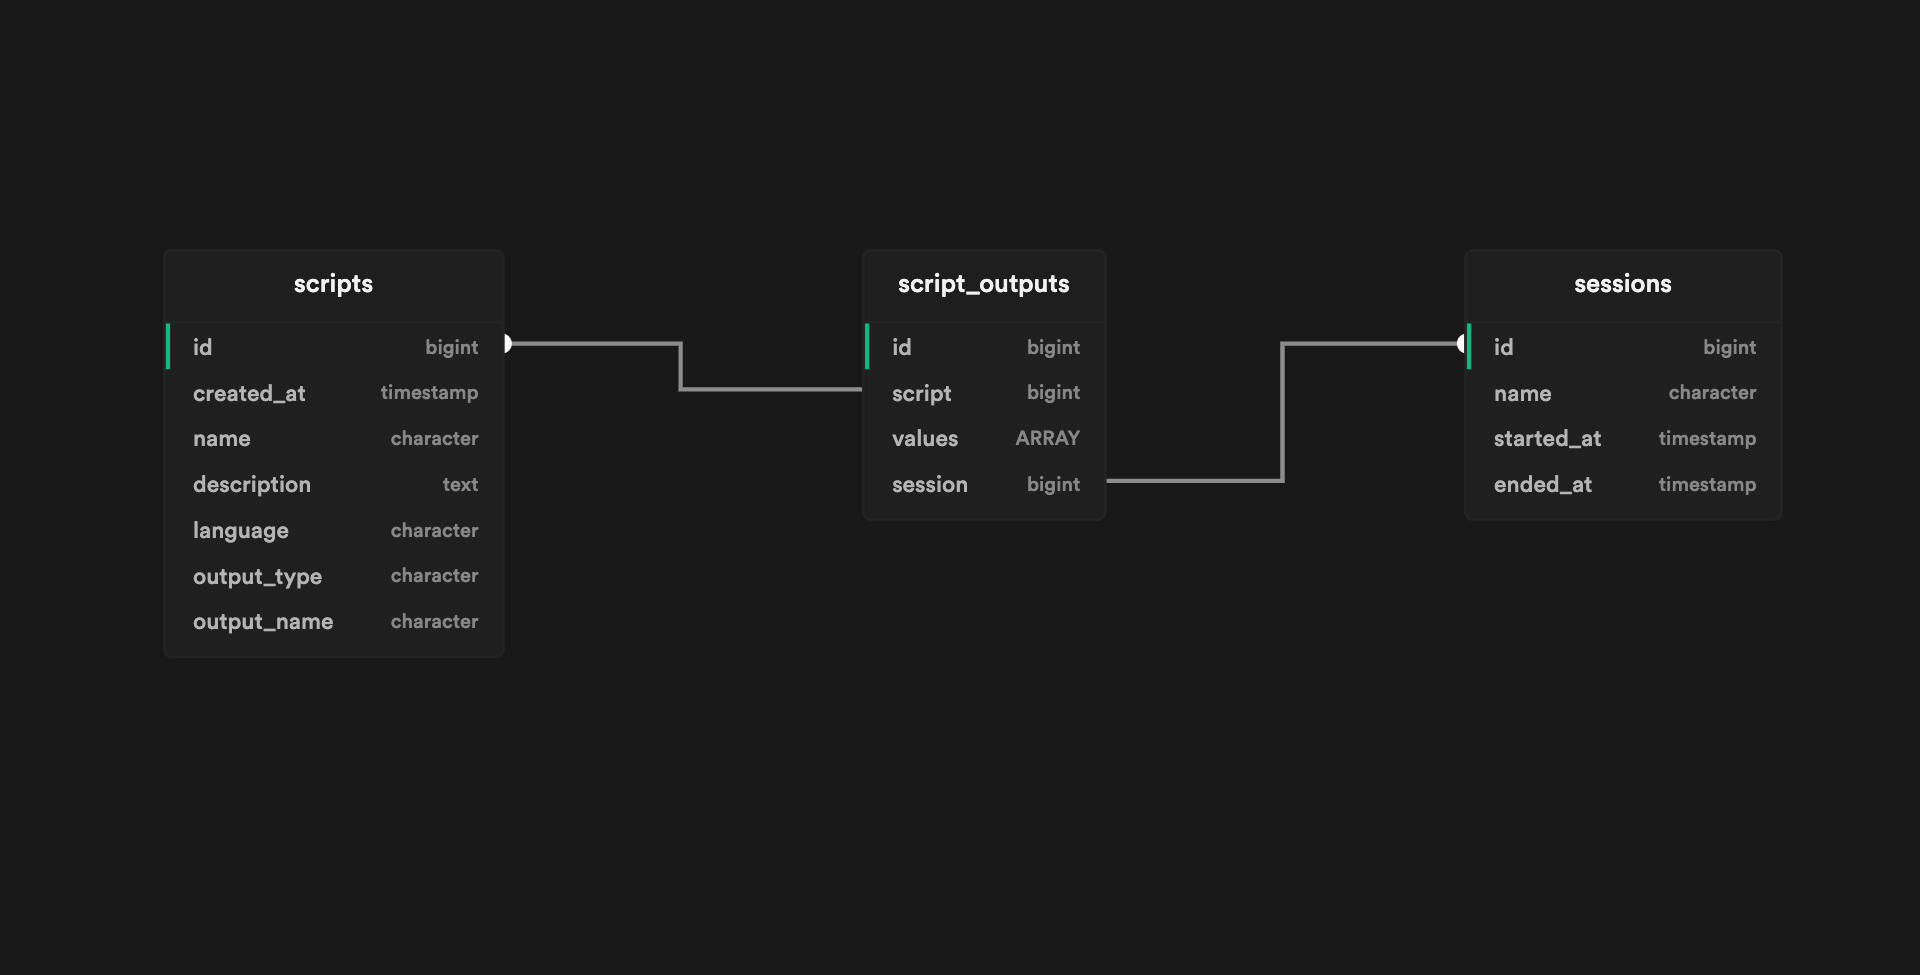 scripts
id bigint
created_at timestamp
name character
description text
language character
output_type character
output_name character
script_outputs
id bigint
script bigint
values ARRAY
session bigint
sessions
id bigint
name character
started_at timestamp
ended_at timestamp